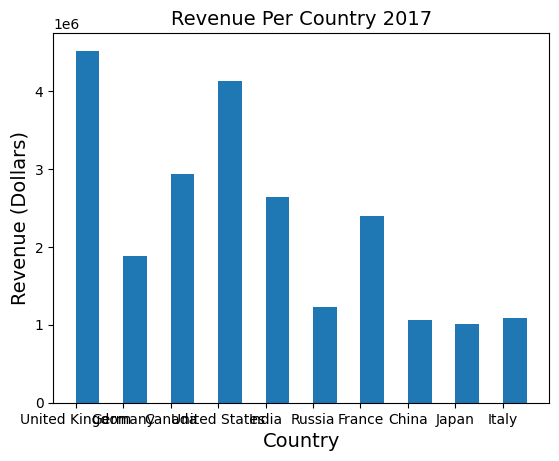 Revenue Per Country 2017
1e6
Revenue (Dollars)
4
3
2
1
0
United Kingdom Germany Canada United States India Russia France China Japan Italy
Country